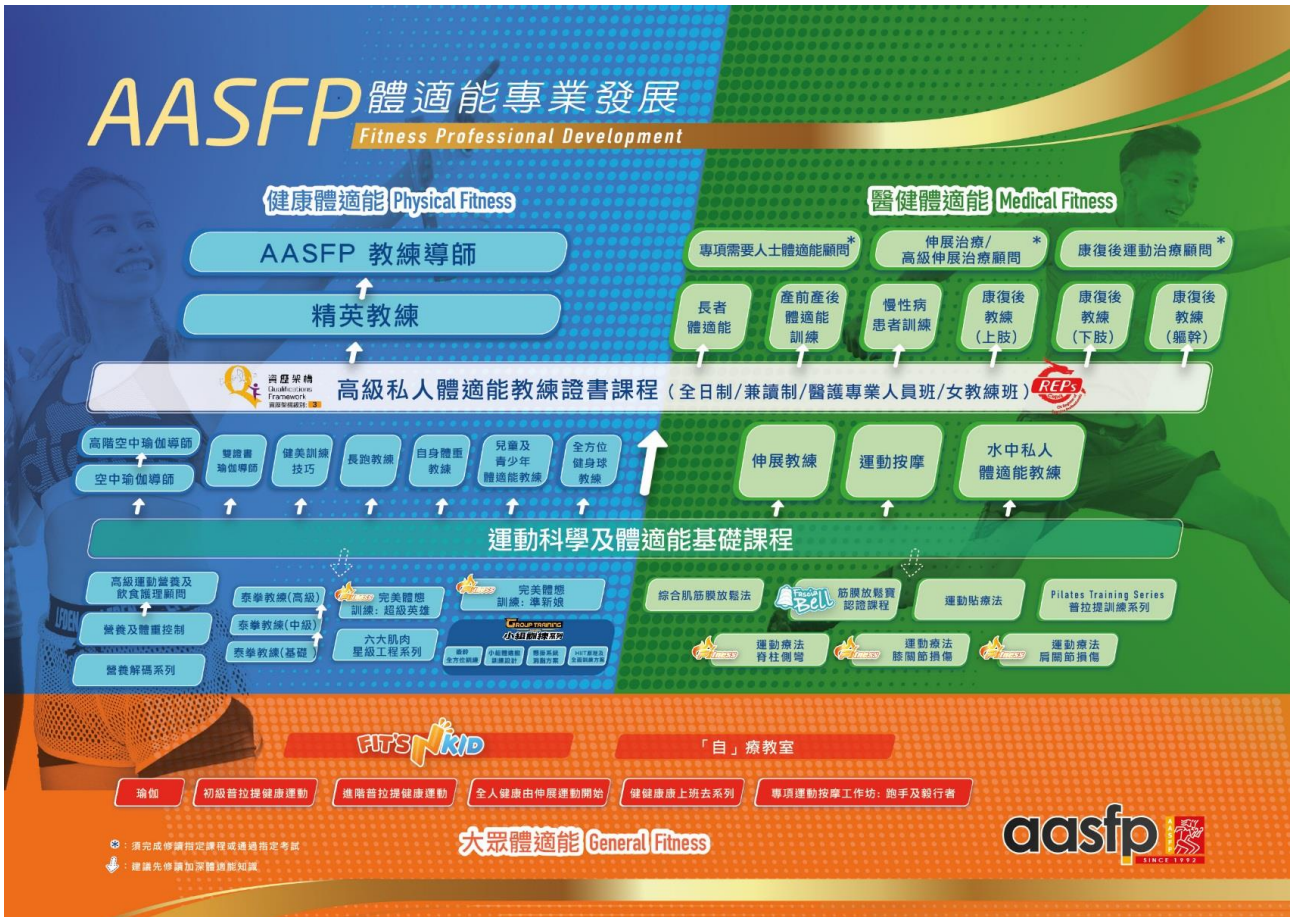 AASFP 體適能專業發展
Fitness Professional Development
健康體適能 Physical Fitness
醫健體適能 Medical Fitness
AASFP 教練導師
精英教練
專項需要人士體適能顧問*
伸展治療/ *
高級伸展治療顧問
康復後運動治療顧問*
長者
體適能
產前產後
體適能
訓練
慢性病
患者訓練
康復後
教練
(上肢)
康復後
教練
(下肢)
康復後
教練
(軀幹)
資歷架構
Qualifications
Framework
資歷架構級別: 3
高級私人體適能教練證書課程 (全日制/兼讀制/醫護專業人員班/女教練班)
REPs
高階空中瑜伽導師
空中瑜伽導師
雙證書
瑜伽導師
健美訓練
技巧
長跑教練
自身體重
教練
兒童及
青少年
體適能教練
全方位
健身球
教練
伸展教練
運動按摩
水中私人
體適能教練
運動科學及體適能基礎課程
高級運動營養及
飲食護理顧問
營養及體重控制
營養解碼系列
泰拳教練(高級)
泰拳教練(中級)
泰拳教練(基礎)
完美體態
訓練: 超級英雄
六大肌肉
星級工程系列
完美體態
訓練: 準新娘
GROUP TRAINING
小組訓練系列
全方位訓練
綜合肌筋膜放鬆法
Fascia
Bell
筋膜放鬆寶
認證課程
運動貼療法
Pilates Training Series
普拉提訓練系列
運動療法
脊柱側彎
運動療法
膝關節損傷
運動療法
肩關節損傷
FIT'S N KID
「自」療教室
瑜伽
初級普拉提健康運動
進階普拉提健康運動
全人健康由伸展運動開始
健健康康上班去系列
專項運動按摩工作坊: 跑手及毅行者
大眾體適能 General Fitness
* : 須完成修讀指定課程或通過指定考試
: 建議先修讀加深體適能知識
aasfp
AASFP
SINCE 1992